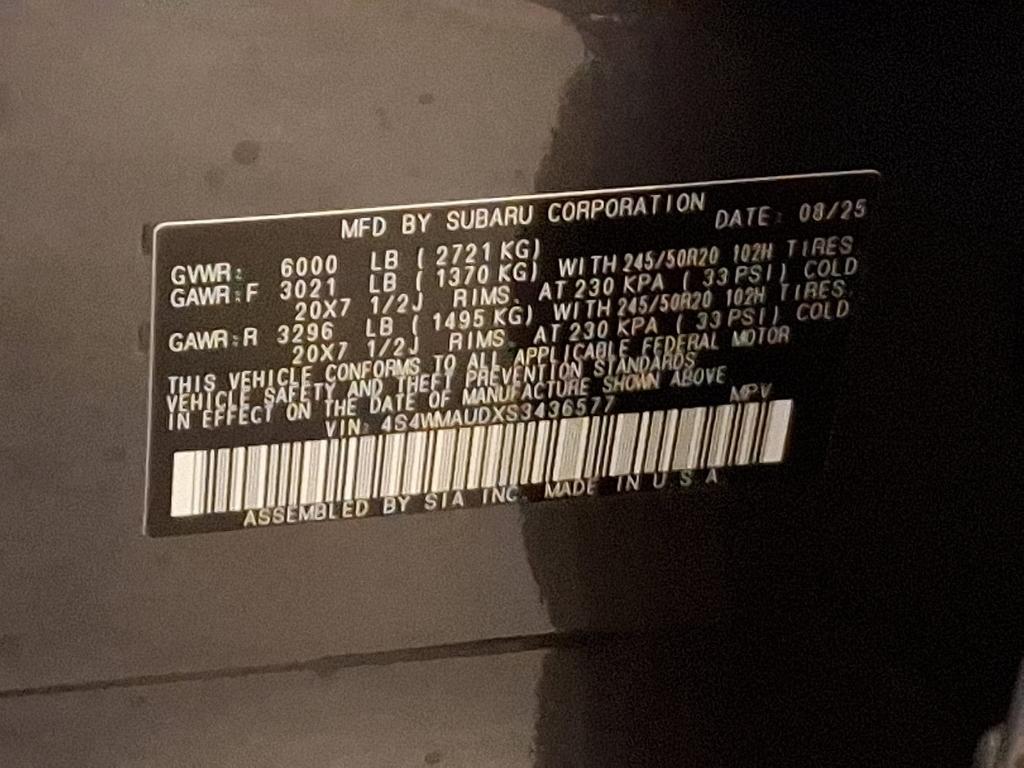 MFD BY SUBARU CORPORATION DATE: 08/25
GVWR: 6000 LB ( 2721 KG)
GAWR:F 3021 LB ( 1370 KG) WITH 245/50R20 102H TIRES
20X7 1/2J RIMS. AT 230 KPA ( 33 PSI) COLD
GAWR:R 3296 LB ( 1495 KG) WITH 245/50R20 102H TIRES.
20X7 1/2J RIMS. AT 230 KPA ( 33 PSI) COLD
THIS VEHICLE CONFORMS TO ALL APPLICABLE FEDERAL MOTOR
VEHICLE SAFETY AND THEFT PREVENTION STANDARDS
IN EFFECT ON THE DATE OF MANUFACTURE SHOWN ABOVE
VIN: 4S4WMAUDXS3436577 MPV
ASSEMBLED BY SIA INC. MADE IN U S A